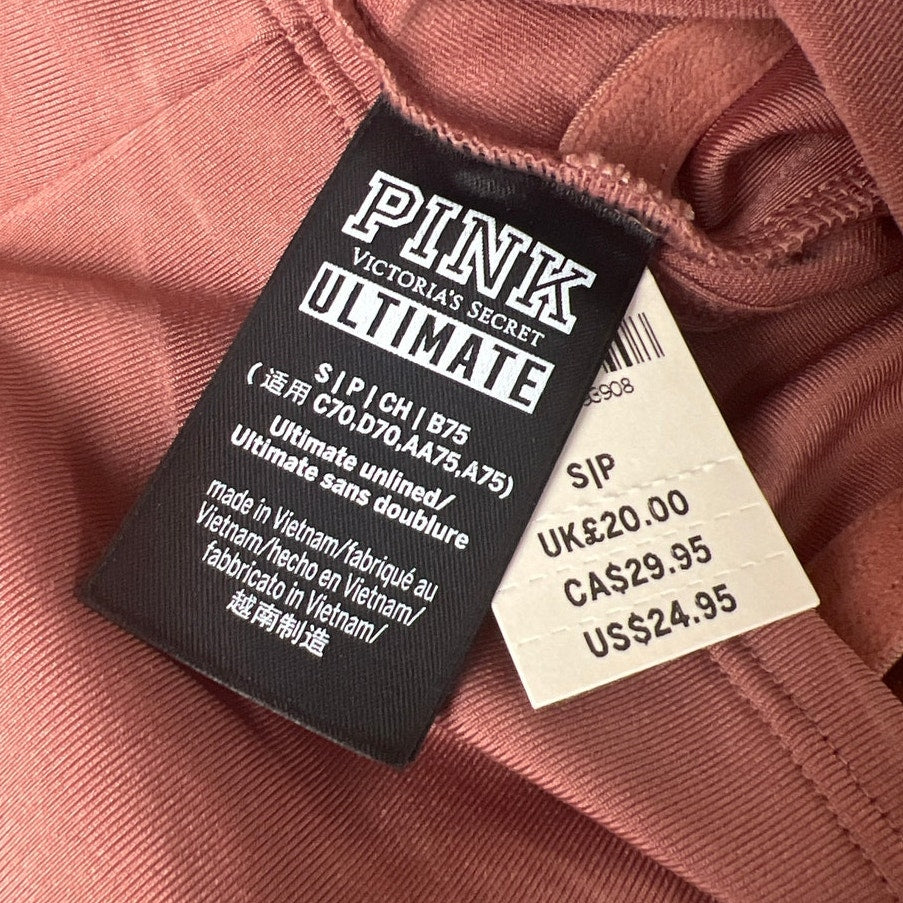 PINK
VICTORIA'S SECRET
ULTIMATE
S|P|CH|B75
(适用 C70,D70,AA75,A75)
Ultimate unlined/
Ultimate sans doublure
made in Vietnam/fabriqué au
Vietnam/hecho en Vietnam/
fabbricato in Vietnam/
越南制造
3908
S|P
UK£20.00
CA$29.95
US$24.95